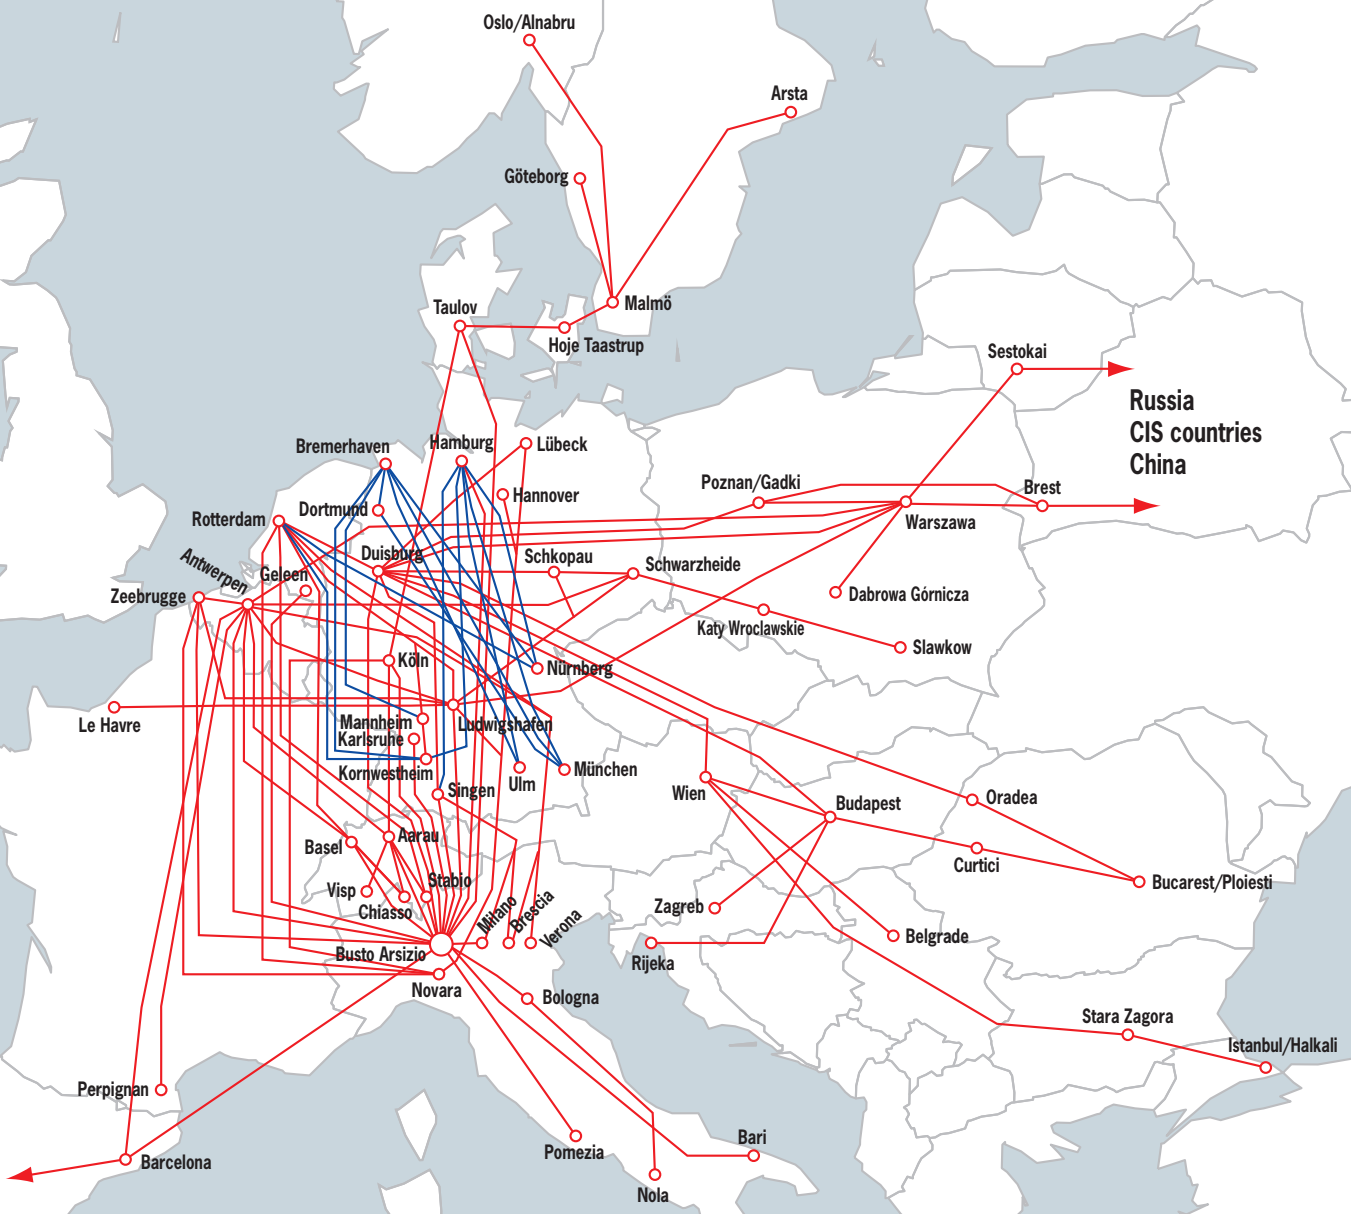 Oslo/Alnabru
Arsta
Göteborg
Malmö
Taulov
Hoje Taastrup
Sestokai
Russia
CIS countries
China
Bremerhaven
Hamburg
Lübeck
Poznan/Gadki
Brest
Hannover
Dortmund
Rotterdam
Warszawa
Duisburg
Schkopau
Schwarzheide
Antwerpen
Geleen
Zeebrugge
Dabrowa Górnicza
Katy Wroclawskie
Slawkow
Köln
Nürnberg
Le Havre
Mannheim
Ludwigshafen
Karlsruhe
Kornwestheim
München
Ulm
Singen
Wien
Budapest
Oradea
Basel
Aarau
Curtici
Bucarest/Ploiesti
Visp
Stabio
Chiasso
Milano
Brescia
Verona
Zagreb
Belgrade
Busto Arsizio
Rijeka
Novara
Bologna
Stara Zagora
Istanbul/Halkali
Perpignan
Bari
Pomezia
Barcelona
Nola